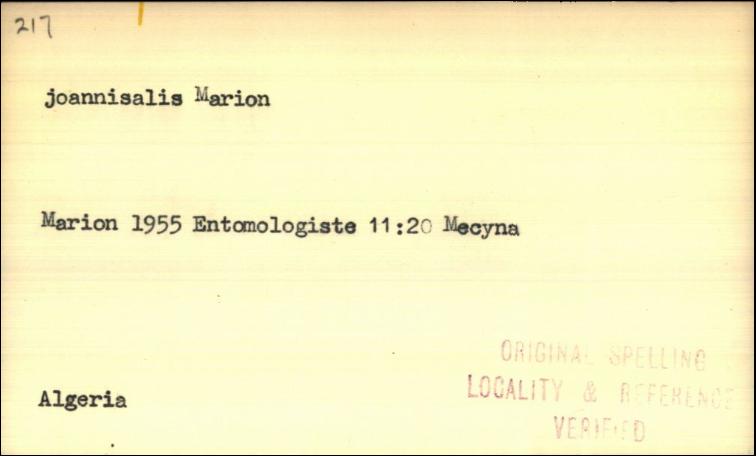 217
joannisalis Marion
Marion 1955 Entomologiste 11:20 Mecyna
Algeria
ORIGINAL SPELLING
LOCALITY & REFERENCE
VERIFIED